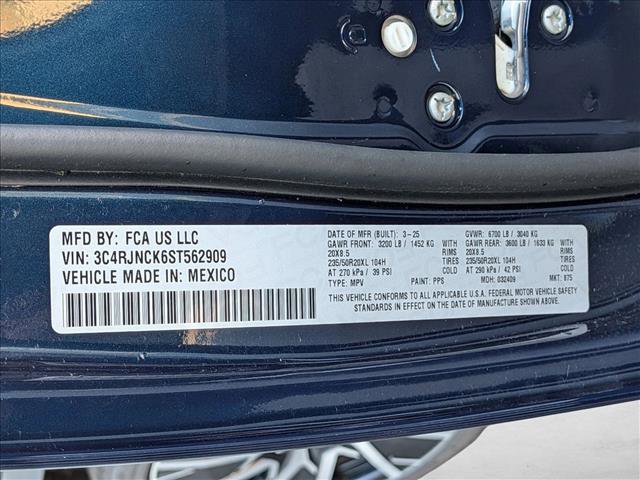 MFD BY: FCA US LLC
VIN: 3C4RJNCK6ST562909
VEHICLE MADE IN: MEXICO
DATE OF MFR (BUILT): 3-25 GVWR: 6700 LB / 3040 KG
GAWR FRONT: 3200 LB / 1452 KG GAWR REAR: 3600 LB / 1633 KG
20X8.5 RIMS 20X8.5 RIMS
235/50R20XL 104H TIRES 235/50R20XL 104H TIRES
AT 270 kPa / 39 PSI COLD AT 290 kPa / 42 PSI COLD
TYPE: MPV PAINT: PPS MDH: 032409 MKT: 875
THIS VEHICLE CONFORMS TO ALL APPLICABLE U.S.A. FEDERAL MOTOR VEHICLE SAFETY
STANDARDS IN EFFECT ON THE DATE OF MANUFACTURE SHOWN ABOVE.